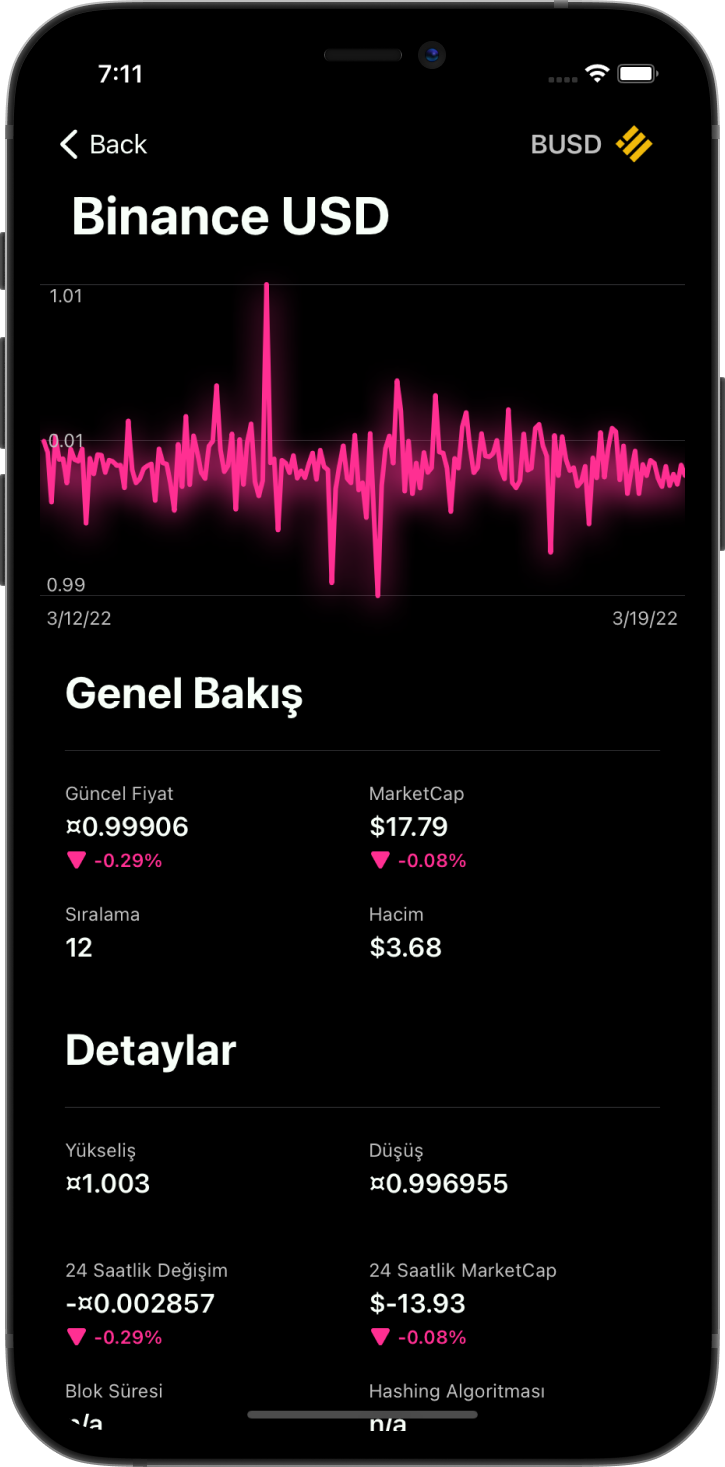 7:11
Back
BUSD
Binance USD
1.01
0.01
0.99
3/12/22 3/19/22
Genel Bakış
Güncel Fiyat MarketCap
¤0.99906 $17.79
-0.29% -0.08%
Sıralama Hacim
12 $3.68
Detaylar
Yükseliş Düşüş
¤1.003 ¤0.996955
24 Saatlik Değişim 24 Saatlik MarketCap
-¤0.002857 $-13.93
-0.29% -0.08%
Blok Süresi Hashing Algoritması
n/a n/a